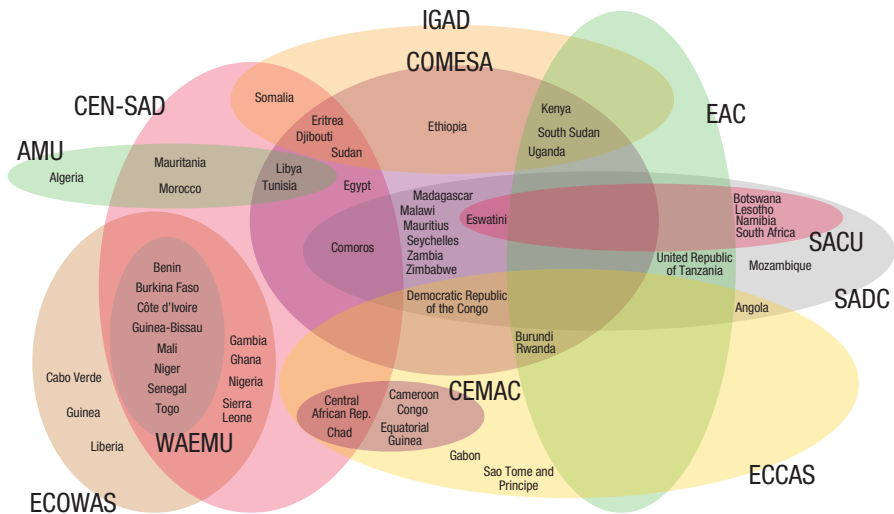 IGAD
COMESA
CEN-SAD
EAC
AMU
Somalia
Eritrea
Djibouti
Sudan
Ethiopia
Kenya
South Sudan
Uganda
Algeria
Mauritania
Morocco
Libya
Tunisia
Egypt
Madagascar
Malawi
Mauritius
Seychelles
Zambia
Zimbabwe
Comoros
Eswatini
Botswana
Lesotho
Namibia
South Africa
SACU
United Republic
of Tanzania
Mozambique
SADC
Angola
Democratic Republic
of the Congo
Burundi
Rwanda
Benin
Burkina Faso
Côte d'Ivoire
Guinea-Bissau
Mali
Niger
Senegal
Togo
Gambia
Ghana
Nigeria
Sierra
Leone
Cabo Verde
Guinea
Liberia
WAEMU
ECOWAS
CEMAC
Central
African Rep.
Chad
Cameroon
Congo
Equatorial
Guinea
Gabon
Sao Tome and
Principe
ECCAS